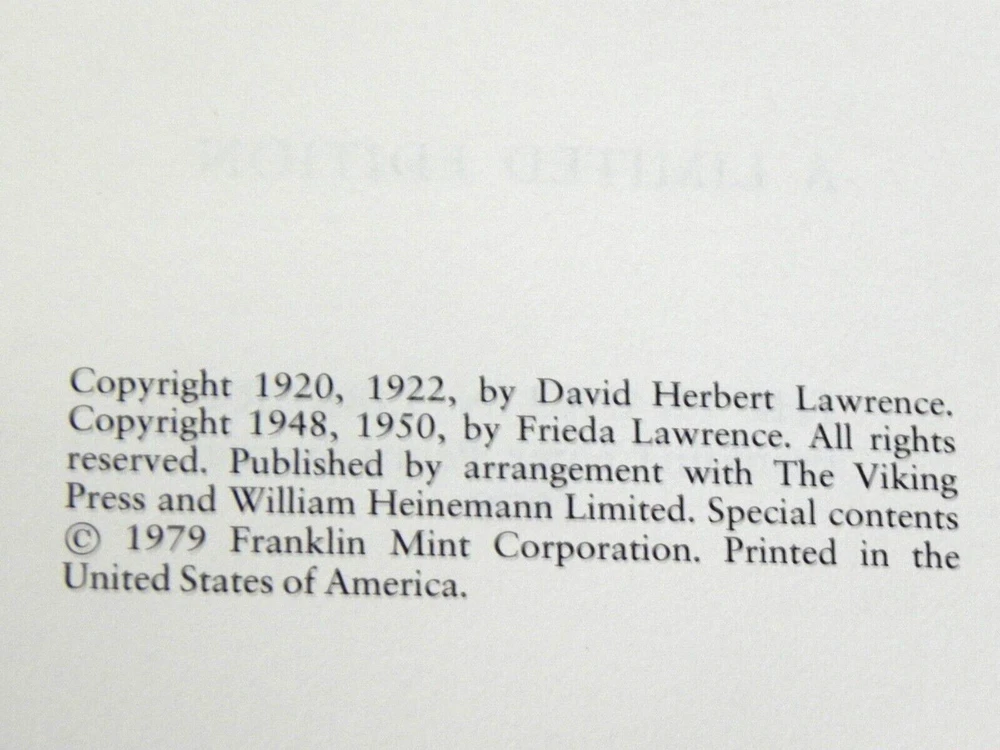 A LIMITED EDITION
Copyright 1920, 1922, by David Herbert Lawrence.
Copyright 1948, 1950, by Frieda Lawrence. All rights
reserved. Published by arrangement with The Viking
Press and William Heinemann Limited. Special contents
© 1979 Franklin Mint Corporation. Printed in the
United States of America.